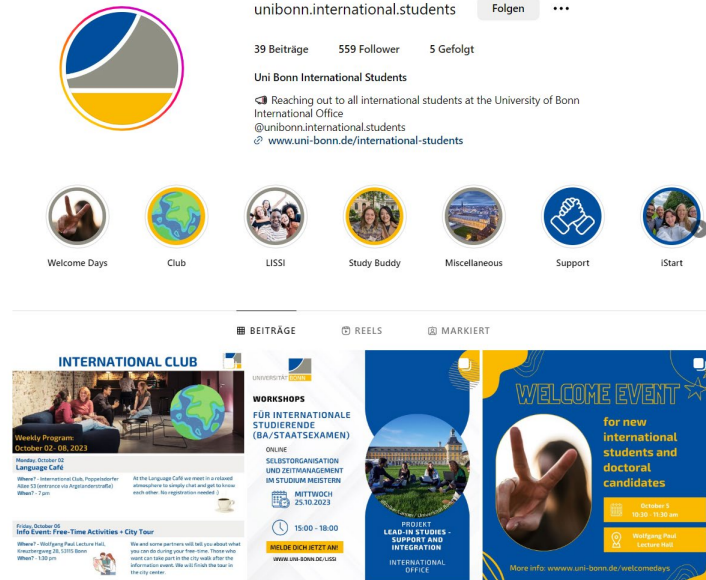 unibonn.international.students
Folgen
39 Beiträge 559 Follower 5 Gefolgt
Uni Bonn International Students
Reaching out to all international students at the University of Bonn
International Office
@unibonn.international.students
www.uni-bonn.de/international-students
Welcome Days
Club
LISSI
Study Buddy
Miscellaneous
Support
iStart
BEITRÄGE
REELS
MARKIERT
INTERNATIONAL CLUB
Weekly Program:
October 02- 08, 2023
Monday, October 02
Language Café
Where? - International Club, Poppelsdorfer
Allee 53 (entrance via Argelanderstraße)
When? - 7 pm
At the Language Café we meet in a relaxed
atmosphere to simply chat and get to know
each other. No registration needed :)
Friday, October 06
Info Event: Free-Time Activities + City Tour
Where? - Wolfgang Paul Lecture Hall,
Kreuzbergweg 28, 53115 Bonn
When? - 1:30 pm
We and some partners will tell you about what
you can do during your free-time. Those who
want can take part in the city walk after the
information event. We will finish the tour in
the city center.
UNIVERSITÄT BONN
WORKSHOPS
FÜR INTERNATIONALE
STUDIERENDE
(BA/STAATSEXAMEN)
ONLINE
SELBSTORGANISATION
UND ZEITMANAGEMENT
IM STUDIUM MEISTERN
MITTWOCH
25.10.2023
15:00 - 18:00
MELDE DICH JETZT AN!
WWW.UNI-BONN.DE/LISSI
PROJEKT
LEAD-IN STUDIES -
SUPPORT AND
INTEGRATION
INTERNATIONAL
OFFICE
WELCOME EVENT
for new
international
students and
doctoral
candidates
October 5
10:30 - 11:30 am
Wolfgang Paul
Lecture Hall
More info: wwww.uni-bonn.de/welcomedays